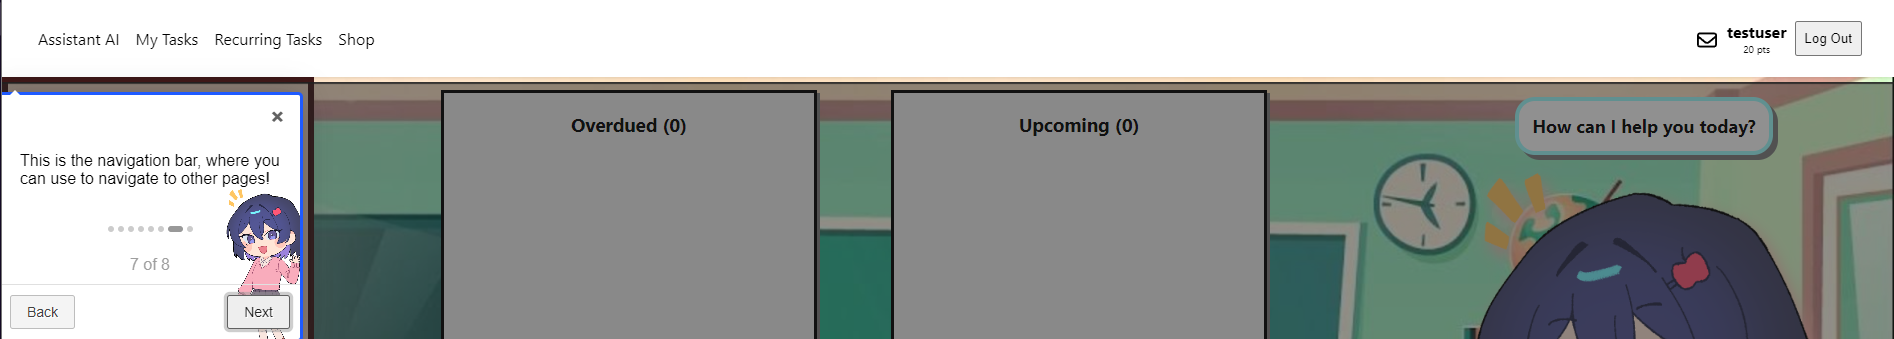 Assistant AI My Tasks Recurring Tasks Shop
testuser
20 pts
Log Out
This is the navigation bar, where you
can use to navigate to other pages!
7 of 8
Back Next
Overdued (0)
Upcoming (0)
How can I help you today?